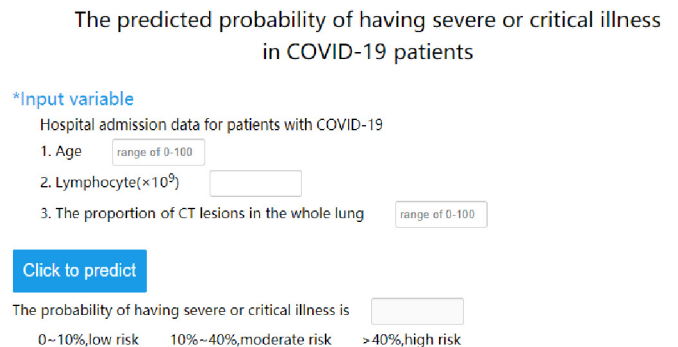 The predicted probability of having severe or critical illness
in COVID-19 patients
*Input variable
Hospital admission data for patients with COVID-19
1. Age range of 0-100
2. Lymphocyte(×10⁹)
3. The proportion of CT lesions in the whole lung range of 0-100
Click to predict
The probability of having severe or critical illness is
0~10%,low risk 10%~40%,moderate risk >40%,high risk